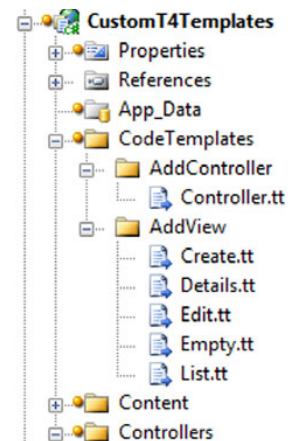 CustomT4Templates
Properties
References
App_Data
CodeTemplates
AddController
Controller.tt
AddView
Create.tt
Details.tt
Edit.tt
Empty.tt
List.tt
Content
Controllers